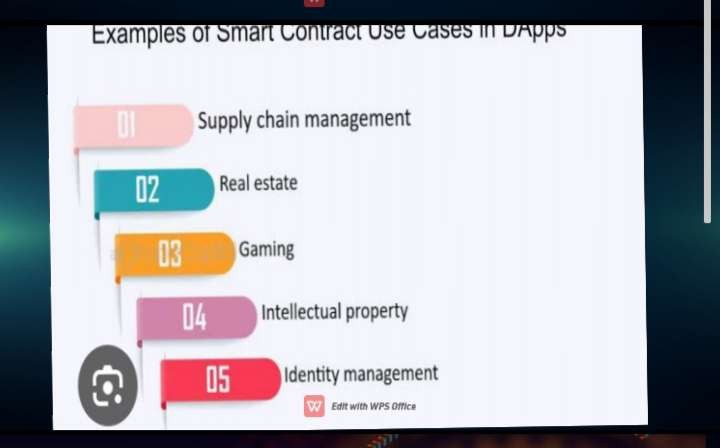 Examples of Smart Contract Use Cases in DApps
01 Supply chain management
02 Real estate
03 Gaming
04 Intellectual property
05 Identity management
W Edit with WPS Office